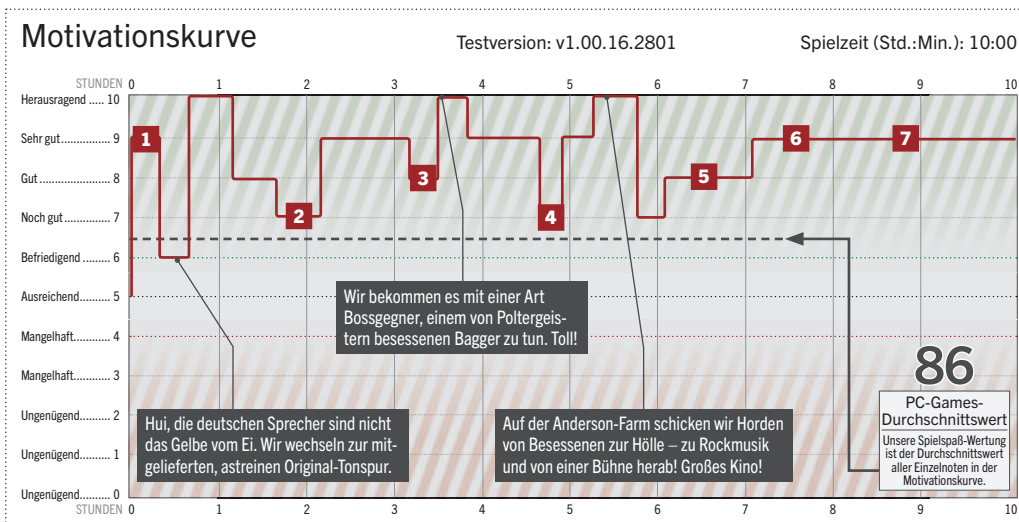 Motivationskurve
Testversion: v1.00.16.2801
Spielzeit (Std.:Min.): 10:00
STUNDEN 0 1 2 3 4 5 6 7 8 9 10
Herausragend ..... 10
Sehr gut ................ 9
Gut ......................... 8
Noch gut ............... 7
Befriedigend ........ 6
Ausreichend ......... 5
Mangelhaft ........... 4
Mangelhaft ........... 3
Ungenügend ......... 2
Ungenügend ......... 1
Ungenügend ......... 0
1
2
3
4
5
6
7
Wir bekommen es mit einer Art
Bossgegner, einem von Poltergeis-
tern besessenen Bagger zu tun. Toll!
Hui, die deutschen Sprecher sind nicht
das Gelbe vom Ei. Wir wechseln zur mit-
gelieferten, astreinen Original-Tonspur.
Auf der Anderson-Farm schicken wir Horden
von Besessenen zur Hölle – zu Rockmusik
und von einer Bühne herab! Großes Kino!
86
PC-Games-
Durchschnittswert
Unsere Spielspaß-Wertung
ist der Durchschnittswert
aller Einzelnoten in der
Motivationskurve.
STUNDEN 0 1 2 3 4 5 6 7 8 9 10